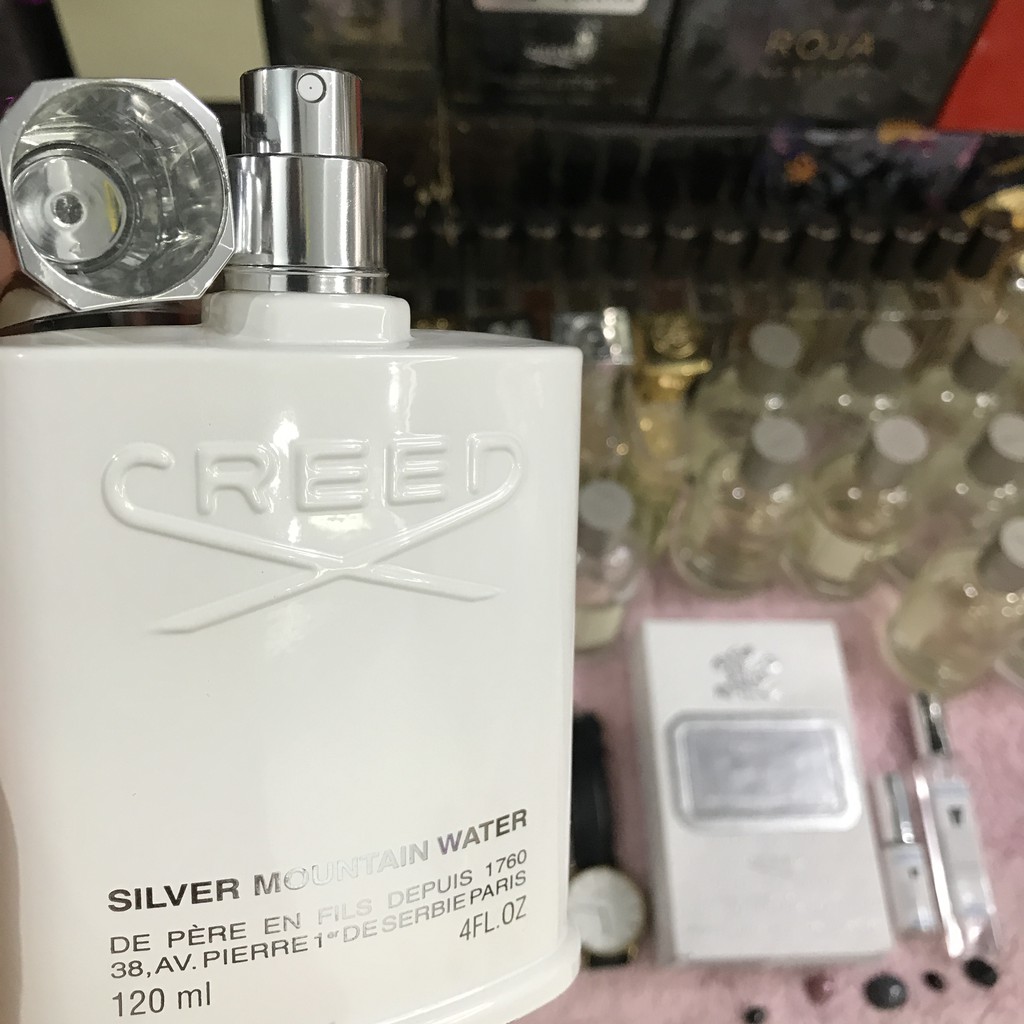 ROJA
CREED
SILVER MOUNTAIN WATER
DE PÈRE EN FILS DEPUIS 1760
38, AV. PIERRE 1er DE SERBIE PARIS
4FL.OZ
120 ml